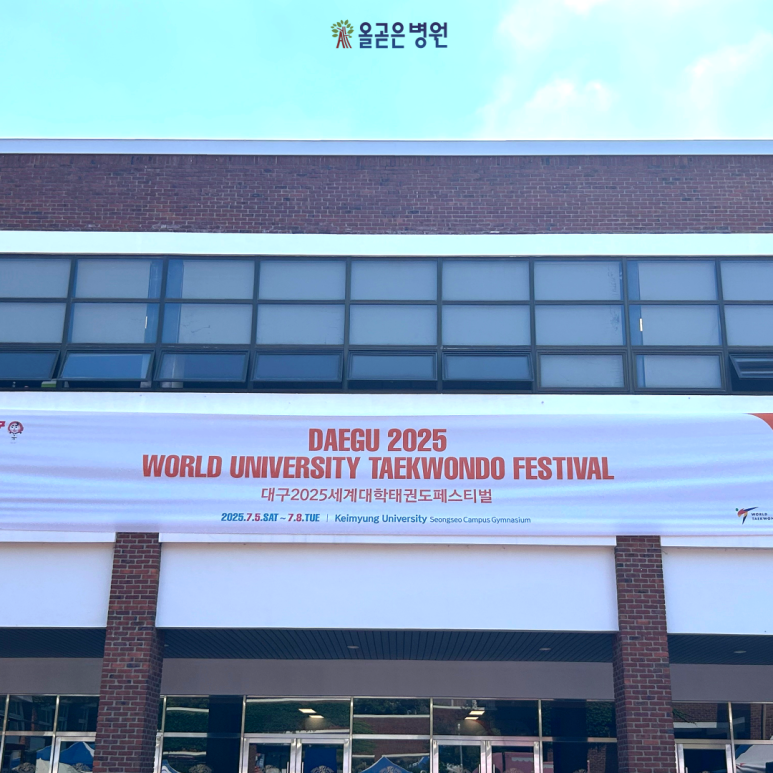 올곧은병원
DAEGU 2025
WORLD UNIVERSITY TAEKWONDO FESTIVAL
대구2025세계대학태권도페스티벌
2025.7.5.SAT ~ 7.8.TUE | Keimyung University Seongseo Campus Gymnasium
WORLD